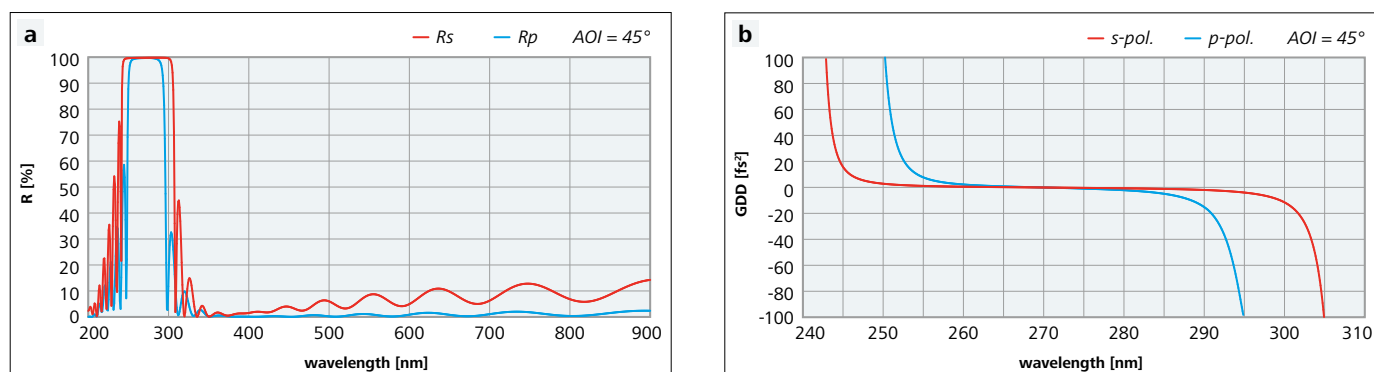 a
Rs Rp AOI = 45°
100
90
80
70
60
50
40
30
20
10
0
R [%]
200 300 400 500 600 700 800 900
wavelength [nm]
b
s-pol. p-pol. AOI = 45°
100
80
60
40
20
0
-20
-40
-60
-80
-100
GDD [fs²]
240 250 260 270 280 290 300 310
wavelength [nm]